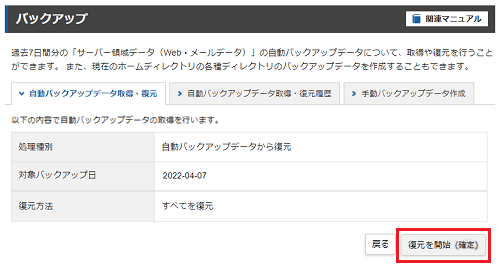 バックアップ
関連マニュアル
過去7日間分の「サーバー領域データ（Web・メールデータ）」の自動バックアップデータについて、取得や復元を行うこと
ができます。 また、現在のホームディレクトリの各種ディレクトリのバックアップデータを作成することもできます。
自動バックアップデータ取得・復元
自動バックアップデータ取得・復元履歴
手動バックアップデータ作成
以下の内容で自動バックアップデータの取得を行います。
処理種別 自動バックアップデータから復元
対象バックアップ日 2022-04-07
復元方法 すべてを復元
戻る 復元を開始 (確定)